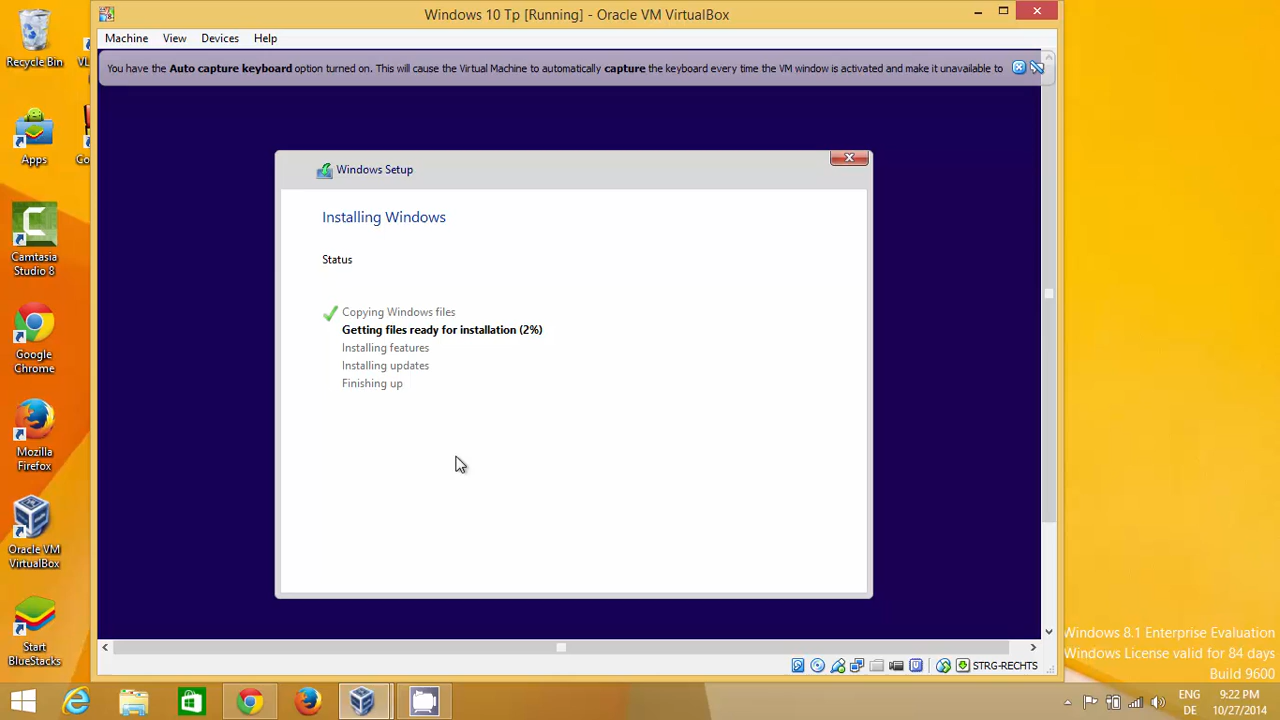 Windows 10 Tp [Running] - Oracle VM VirtualBox
Machine View Devices Help
You have the Auto capture keyboard option turned on. This will cause the Virtual Machine to automatically capture the keyboard every time the VM window is activated and make it unavailable to
Windows Setup
Installing Windows
Status
Copying Windows files
Getting files ready for installation (2%)
Installing features
Installing updates
Finishing up
STRG-RECHTS
Recycle Bin
VL
Apps
Co
Camtasia
Studio 8
Google
Chrome
Mozilla
Firefox
Oracle VM
VirtualBox
Start
BlueStacks
Windows 8.1 Enterprise Evaluation
Windows License valid for 84 days
Build 9600
ENG
DE
9:22 PM
10/27/2014